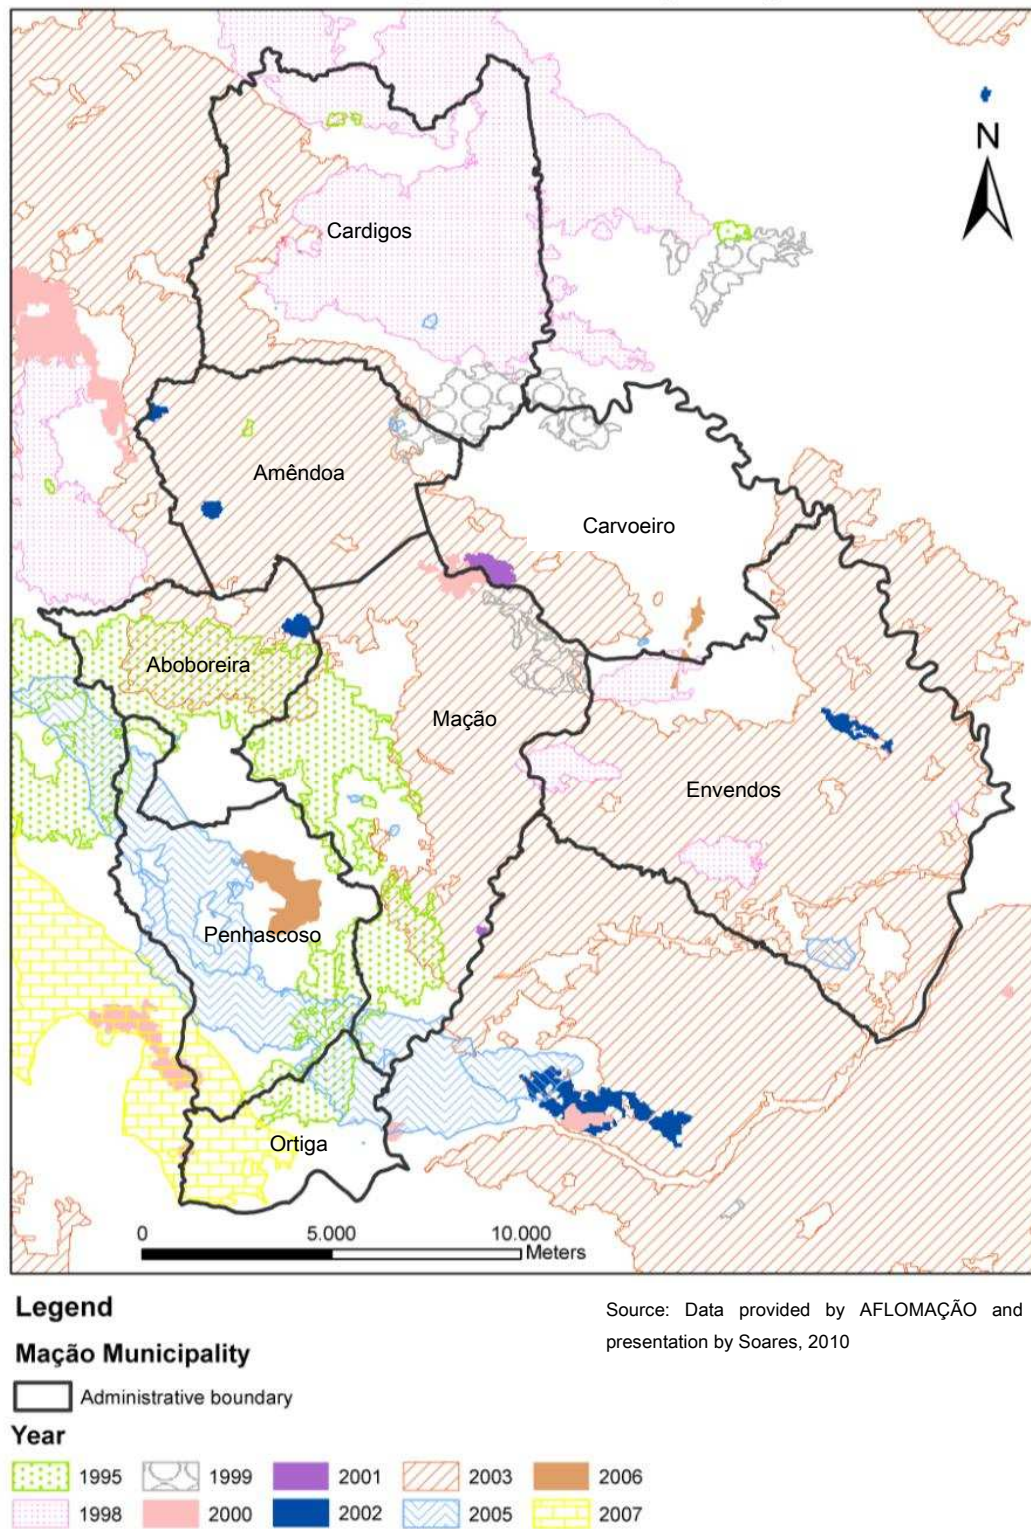 N
Cardigos
Amêndoa
Carvoeiro
Aboboreira
Mação
Envendos
Penhascoso
Ortiga
0 5.000 10.000
Meters
Legend
Source: Data provided by AFLOMAÇÃO and
presentation by Soares, 2010
Mação Municipality
Administrative boundary
Year
1995 1999 2001 2003 2006
1998 2000 2002 2005 2007